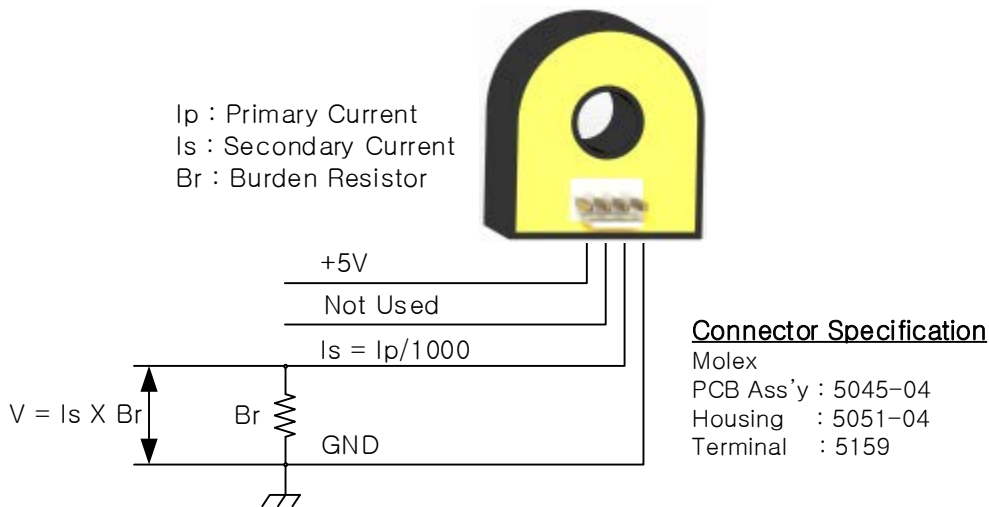 Ip : Primary Current
Is : Secondary Current
Br : Burden Resistor
+5V
Not Used
Is = Ip/1000
V = Is X Br
Br
GND
Connector Specification
Molex
PCB Ass'y : 5045-04
Housing : 5051-04
Terminal : 5159